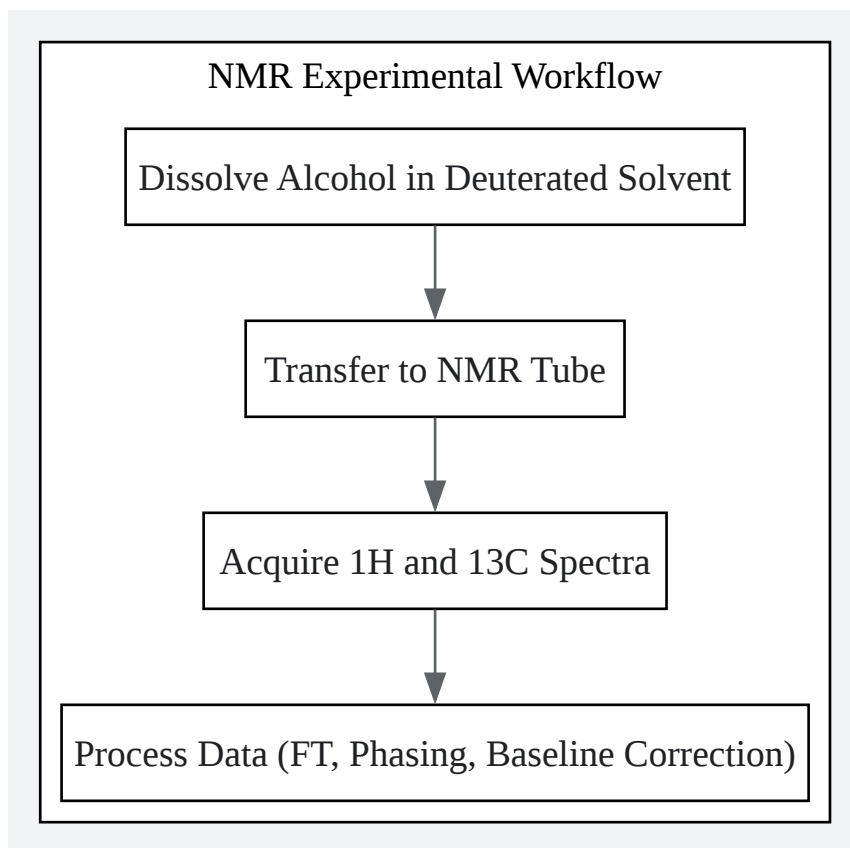 NMR Experimental Workflow
Dissolve Alcohol in Deuterated Solvent
Transfer to NMR Tube
Acquire 1H and 13C Spectra
Process Data (FT, Phasing, Baseline Correction)